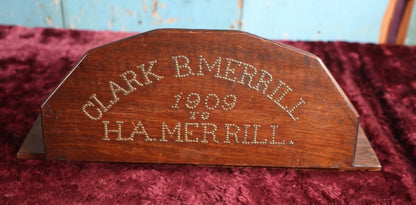 CLARK B. MERRILL
1909
TO
H.A. MERRILL.